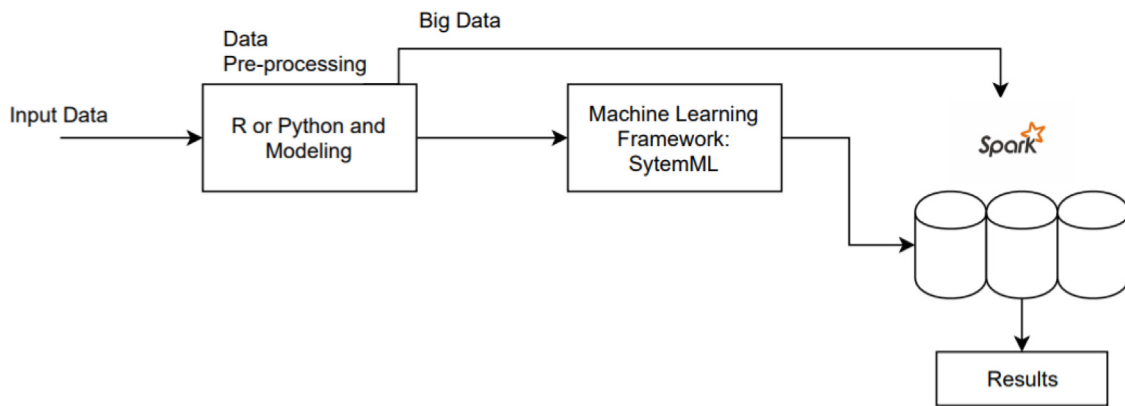 Big Data
Data
Pre-processing
Input Data
R or Python and
Modeling
Machine Learning
Framework:
SytemML
Spark
Results